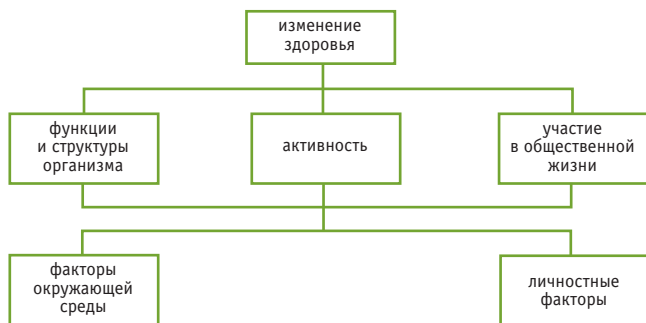 изменение
здоровья
функции
и структуры
организма
активность
участие
в общественной
жизни
факторы
окружающей
среды
личностные
факторы